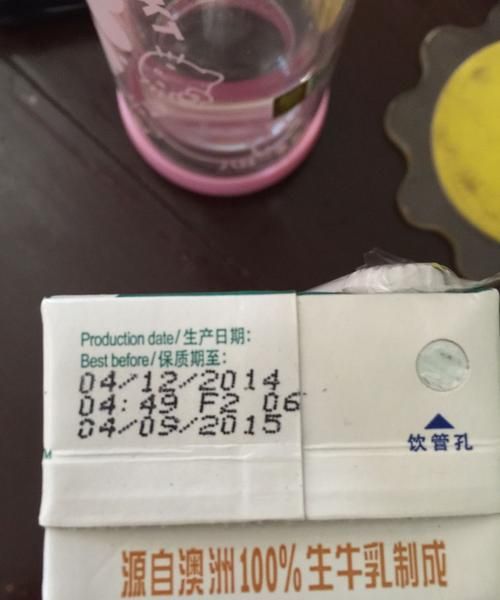 Production date/生产日期:
Best before/保质期至:
04/12/2014
04:49 F2 06
04/09/2015
饮管孔
源自澳洲100%生牛乳制成